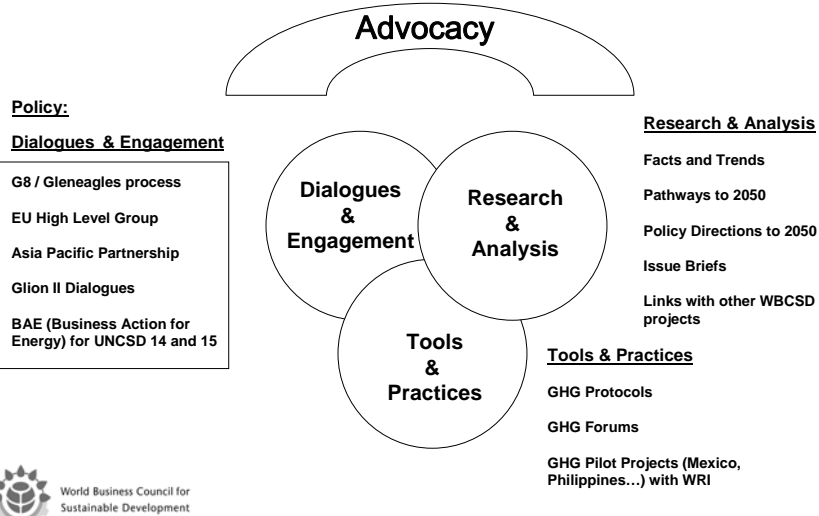 Advocacy
Policy:
Dialogues & Engagement
G8 / Gleneagles process
EU High Level Group
Asia Pacific Partnership
Glion II Dialogues
BAE (Business Action for
Energy) for UNCSD 14 and 15
Dialogues
&
Engagement
Research
&
Analysis
Tools
&
Practices
Research & Analysis
Facts and Trends
Pathways to 2050
Policy Directions to 2050
Issue Briefs
Links with other WBCSD
projects
Tools & Practices
GHG Protocols
GHG Forums
GHG Pilot Projects (Mexico,
Philippines...) with WRI
World Business Council for
Sustainable Development